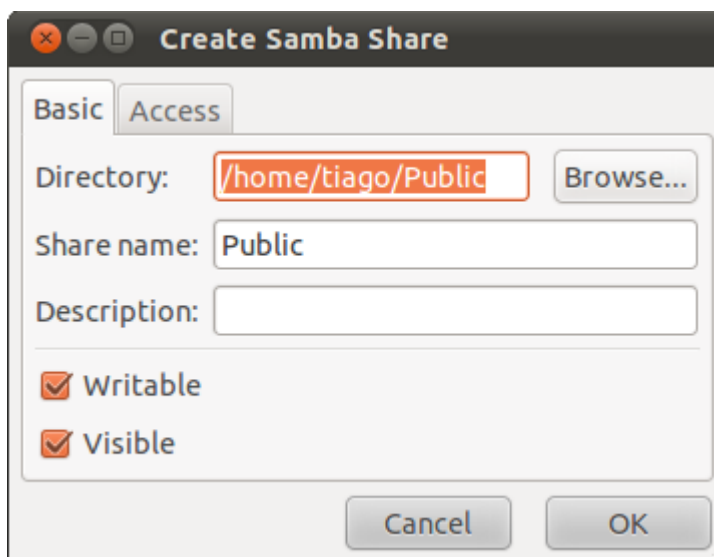 Create Samba Share
Basic Access
Directory: /home/tiago/Public Browse...
Share name: Public
Description:
Writable
Visible
Cancel OK